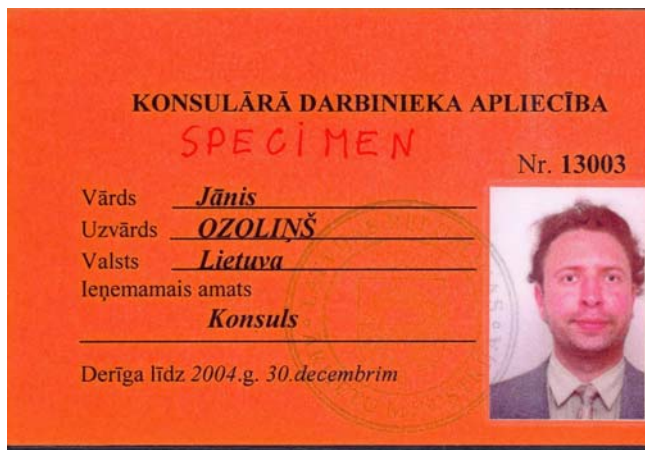 KONSULĀRĀ DARBINIEKA APLIECĪBA
SPECIMEN
Nr. 13003
Vārds Jānis
Uzvārds OZOLIŅŠ
Valsts Lietuva
Ieņemamais amats
Konsuls
Derīga līdz 2004.g. 30.decembrim